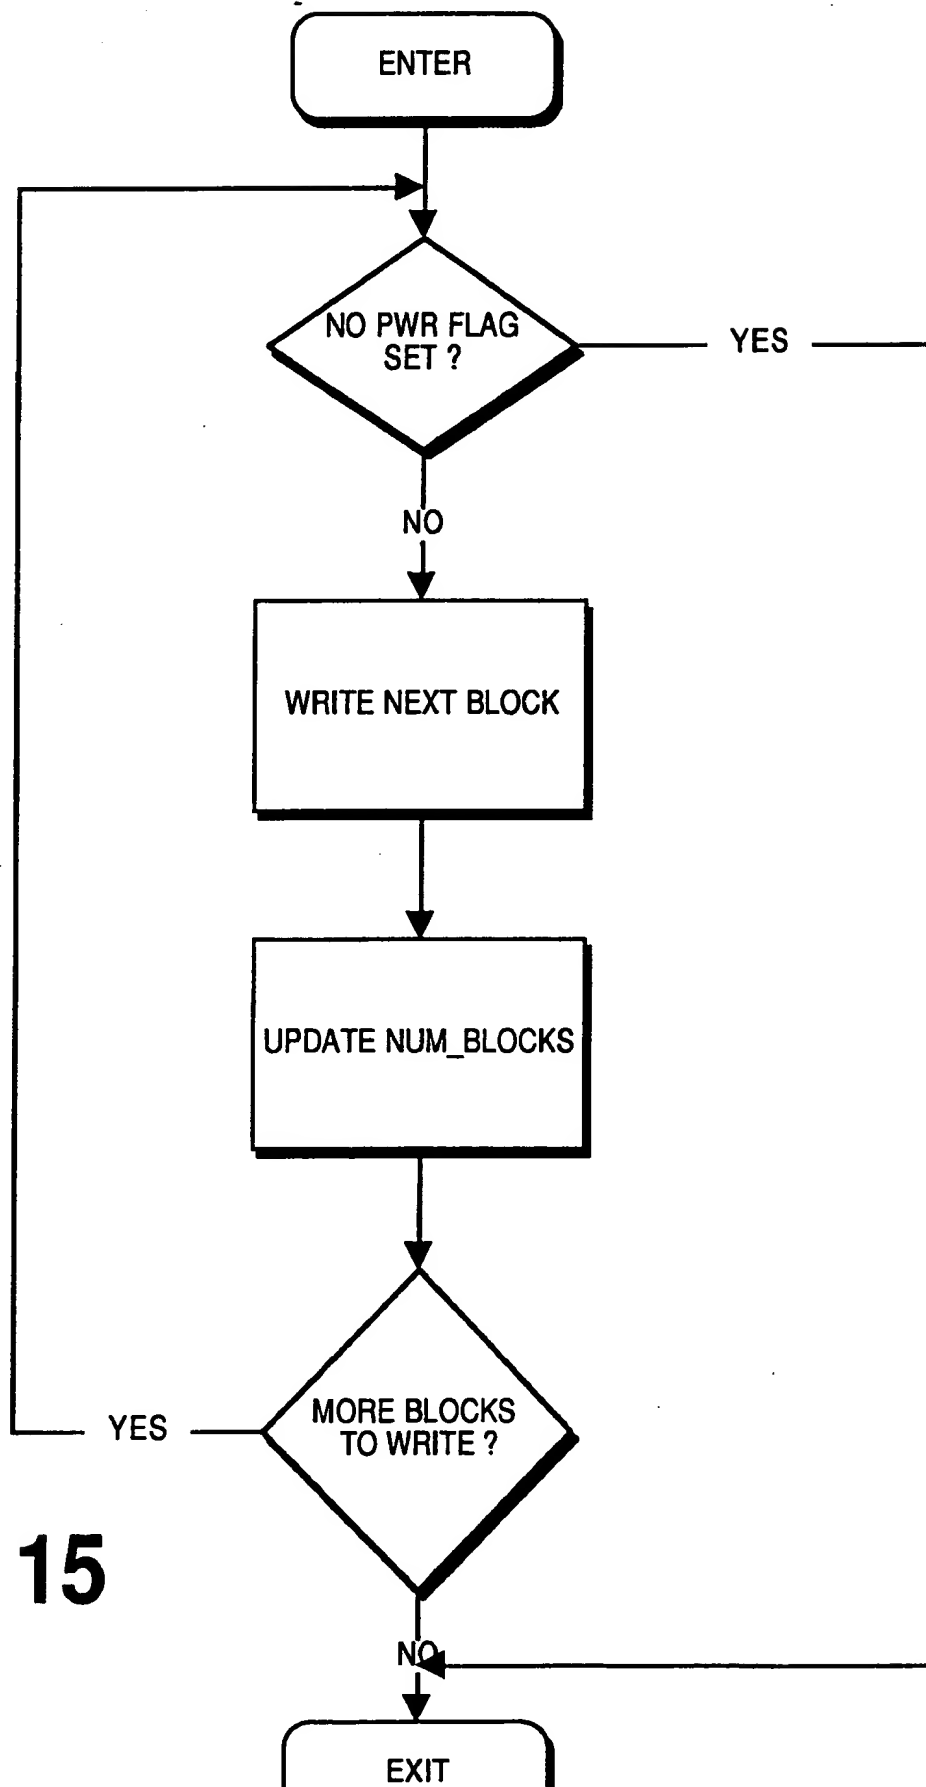 ENTER
NO PWR FLAG
SET ?
YES
NO
WRITE NEXT BLOCK
UPDATE NUM_BLOCKS
MORE BLOCKS
TO WRITE ?
YES
15
NO
EXIT